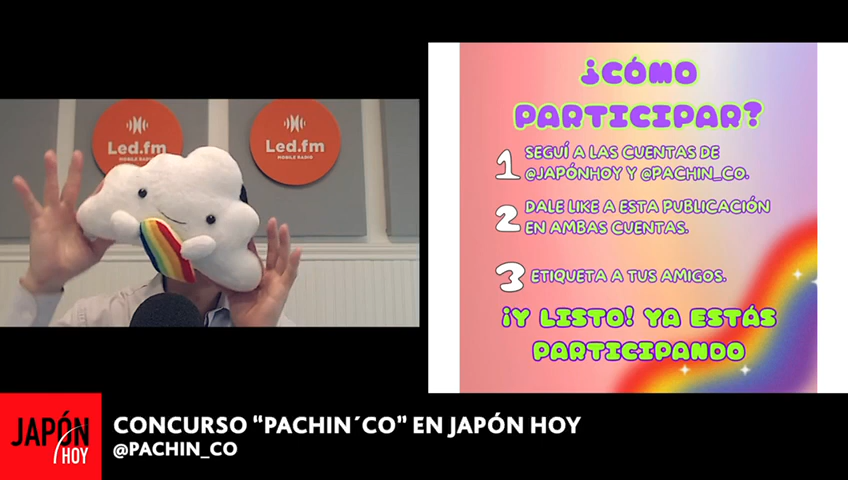 Led.fm
MOBILE RADIO
Led.fm
MOBILE RADIO
¿CÓMO
PARTICIPAR?
1 SEGUÍ A LAS CUENTAS DE
@JAPÓNHOY Y @PACHIN_CO.
2 DALE LIKE A ESTA PUBLICACIÓN
EN AMBAS CUENTAS.
3 ETIQUETA A TUS AMIGOS.
¡Y LISTO! YA ESTÁS
PARTICIPANDO
JAPÓN
HOY
CONCURSO “PACHIN´CO” EN JAPÓN HOY
@PACHIN_CO